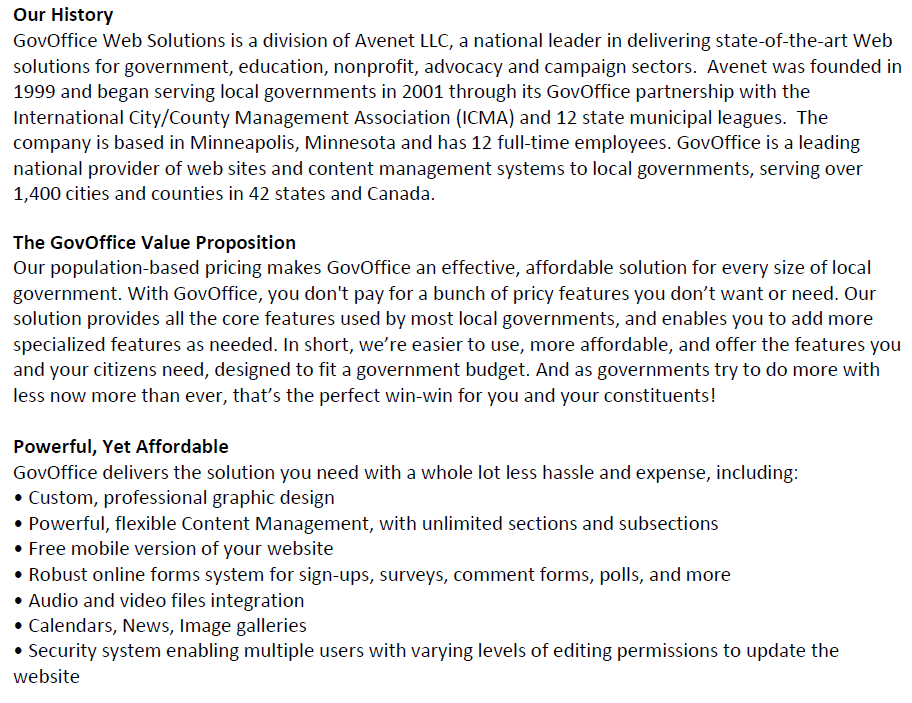 Our History
GovOffice Web Solutions is a division of Avenet LLC, a national leader in delivering state-of-the-art Web
solutions for government, education, nonprofit, advocacy and campaign sectors.  Avenet was founded in
1999 and began serving local governments in 2001 through its GovOffice partnership with the
International City/County Management Association (ICMA) and 12 state municipal leagues.  The
company is based in Minneapolis, Minnesota and has 12 full-time employees. GovOffice is a leading
national provider of web sites and content management systems to local governments, serving over
1,400 cities and counties in 42 states and Canada.
The GovOffice Value Proposition
Our population-based pricing makes GovOffice an effective, affordable solution for every size of local
government. With GovOffice, you don't pay for a bunch of pricy features you don’t want or need. Our
solution provides all the core features used by most local governments, and enables you to add more
specialized features as needed. In short, we’re easier to use, more affordable, and offer the features you
and your citizens need, designed to fit a government budget. And as governments try to do more with
less now more than ever, that’s the perfect win-win for you and your constituents!
Powerful, Yet Affordable
GovOffice delivers the solution you need with a whole lot less hassle and expense, including:
• Custom, professional graphic design
• Powerful, flexible Content Management, with unlimited sections and subsections
• Free mobile version of your website
• Robust online forms system for sign-ups, surveys, comment forms, polls, and more
• Audio and video files integration
• Calendars, News, Image galleries
• Security system enabling multiple users with varying levels of editing permissions to update the
website